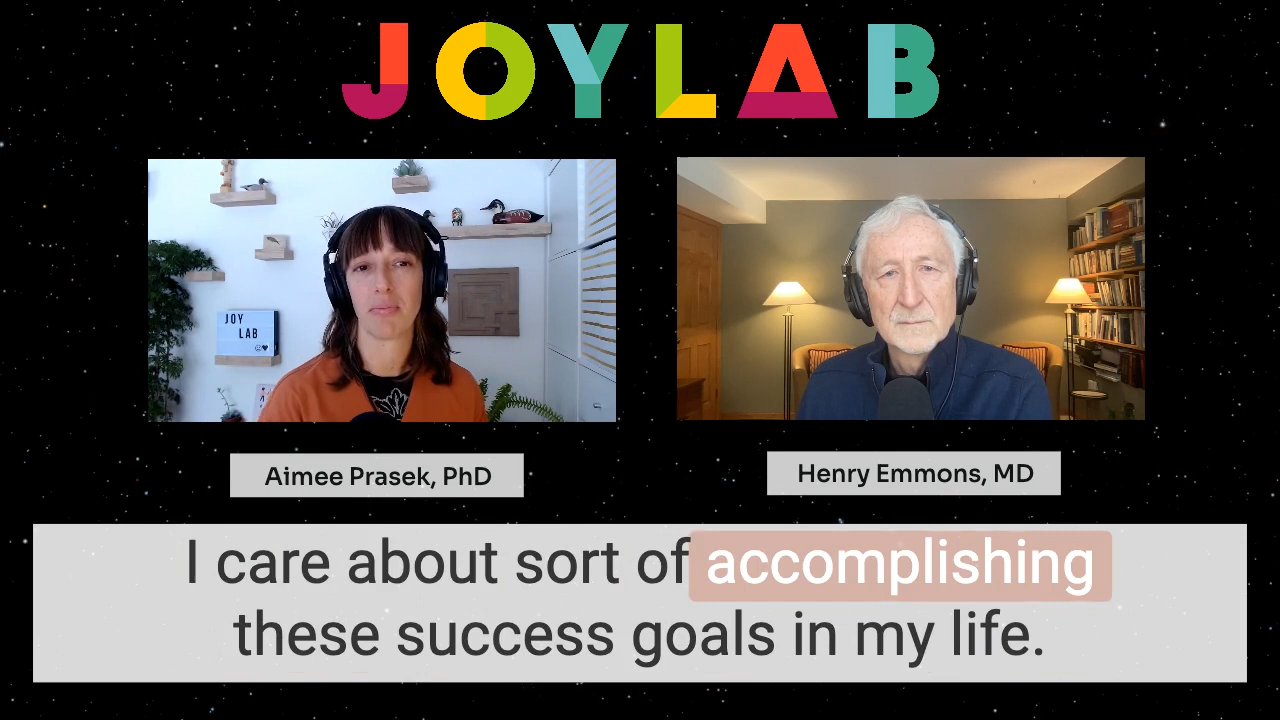 JOYLAB
JOY
LAB
Aimee Prasek, PhD
Henry Emmons, MD
I care about sort of accomplishing
these success goals in my life.